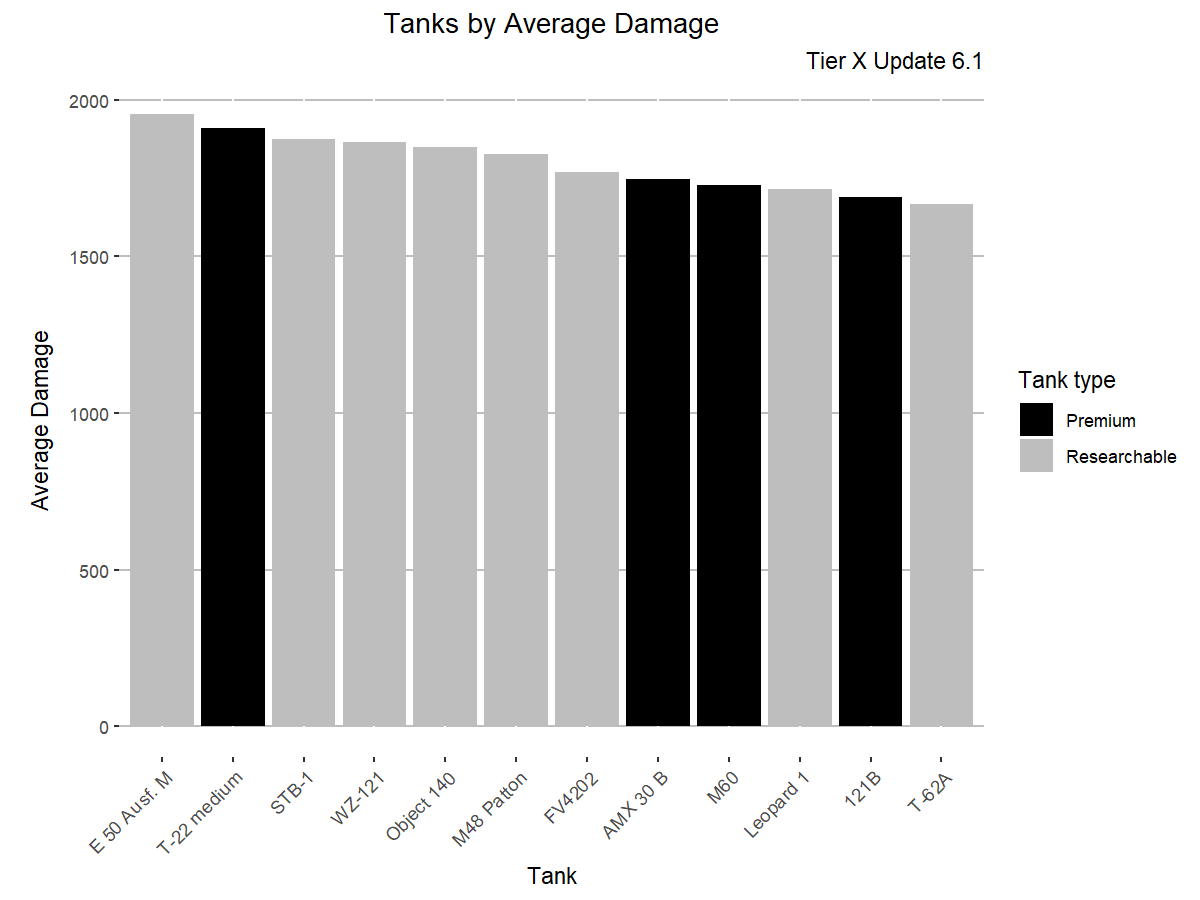 Tanks by Average Damage
Tier X Update 6.1
2000
1500
1000
500
0
Average Damage
E 50 Ausf. M
T-22 medium
STB-1
WZ-121
Object 140
M48 Patton
FV4202
AMX 30 B
M60
Leopard 1
121B
T-62A
Tank
Tank type
Premium
Researchable